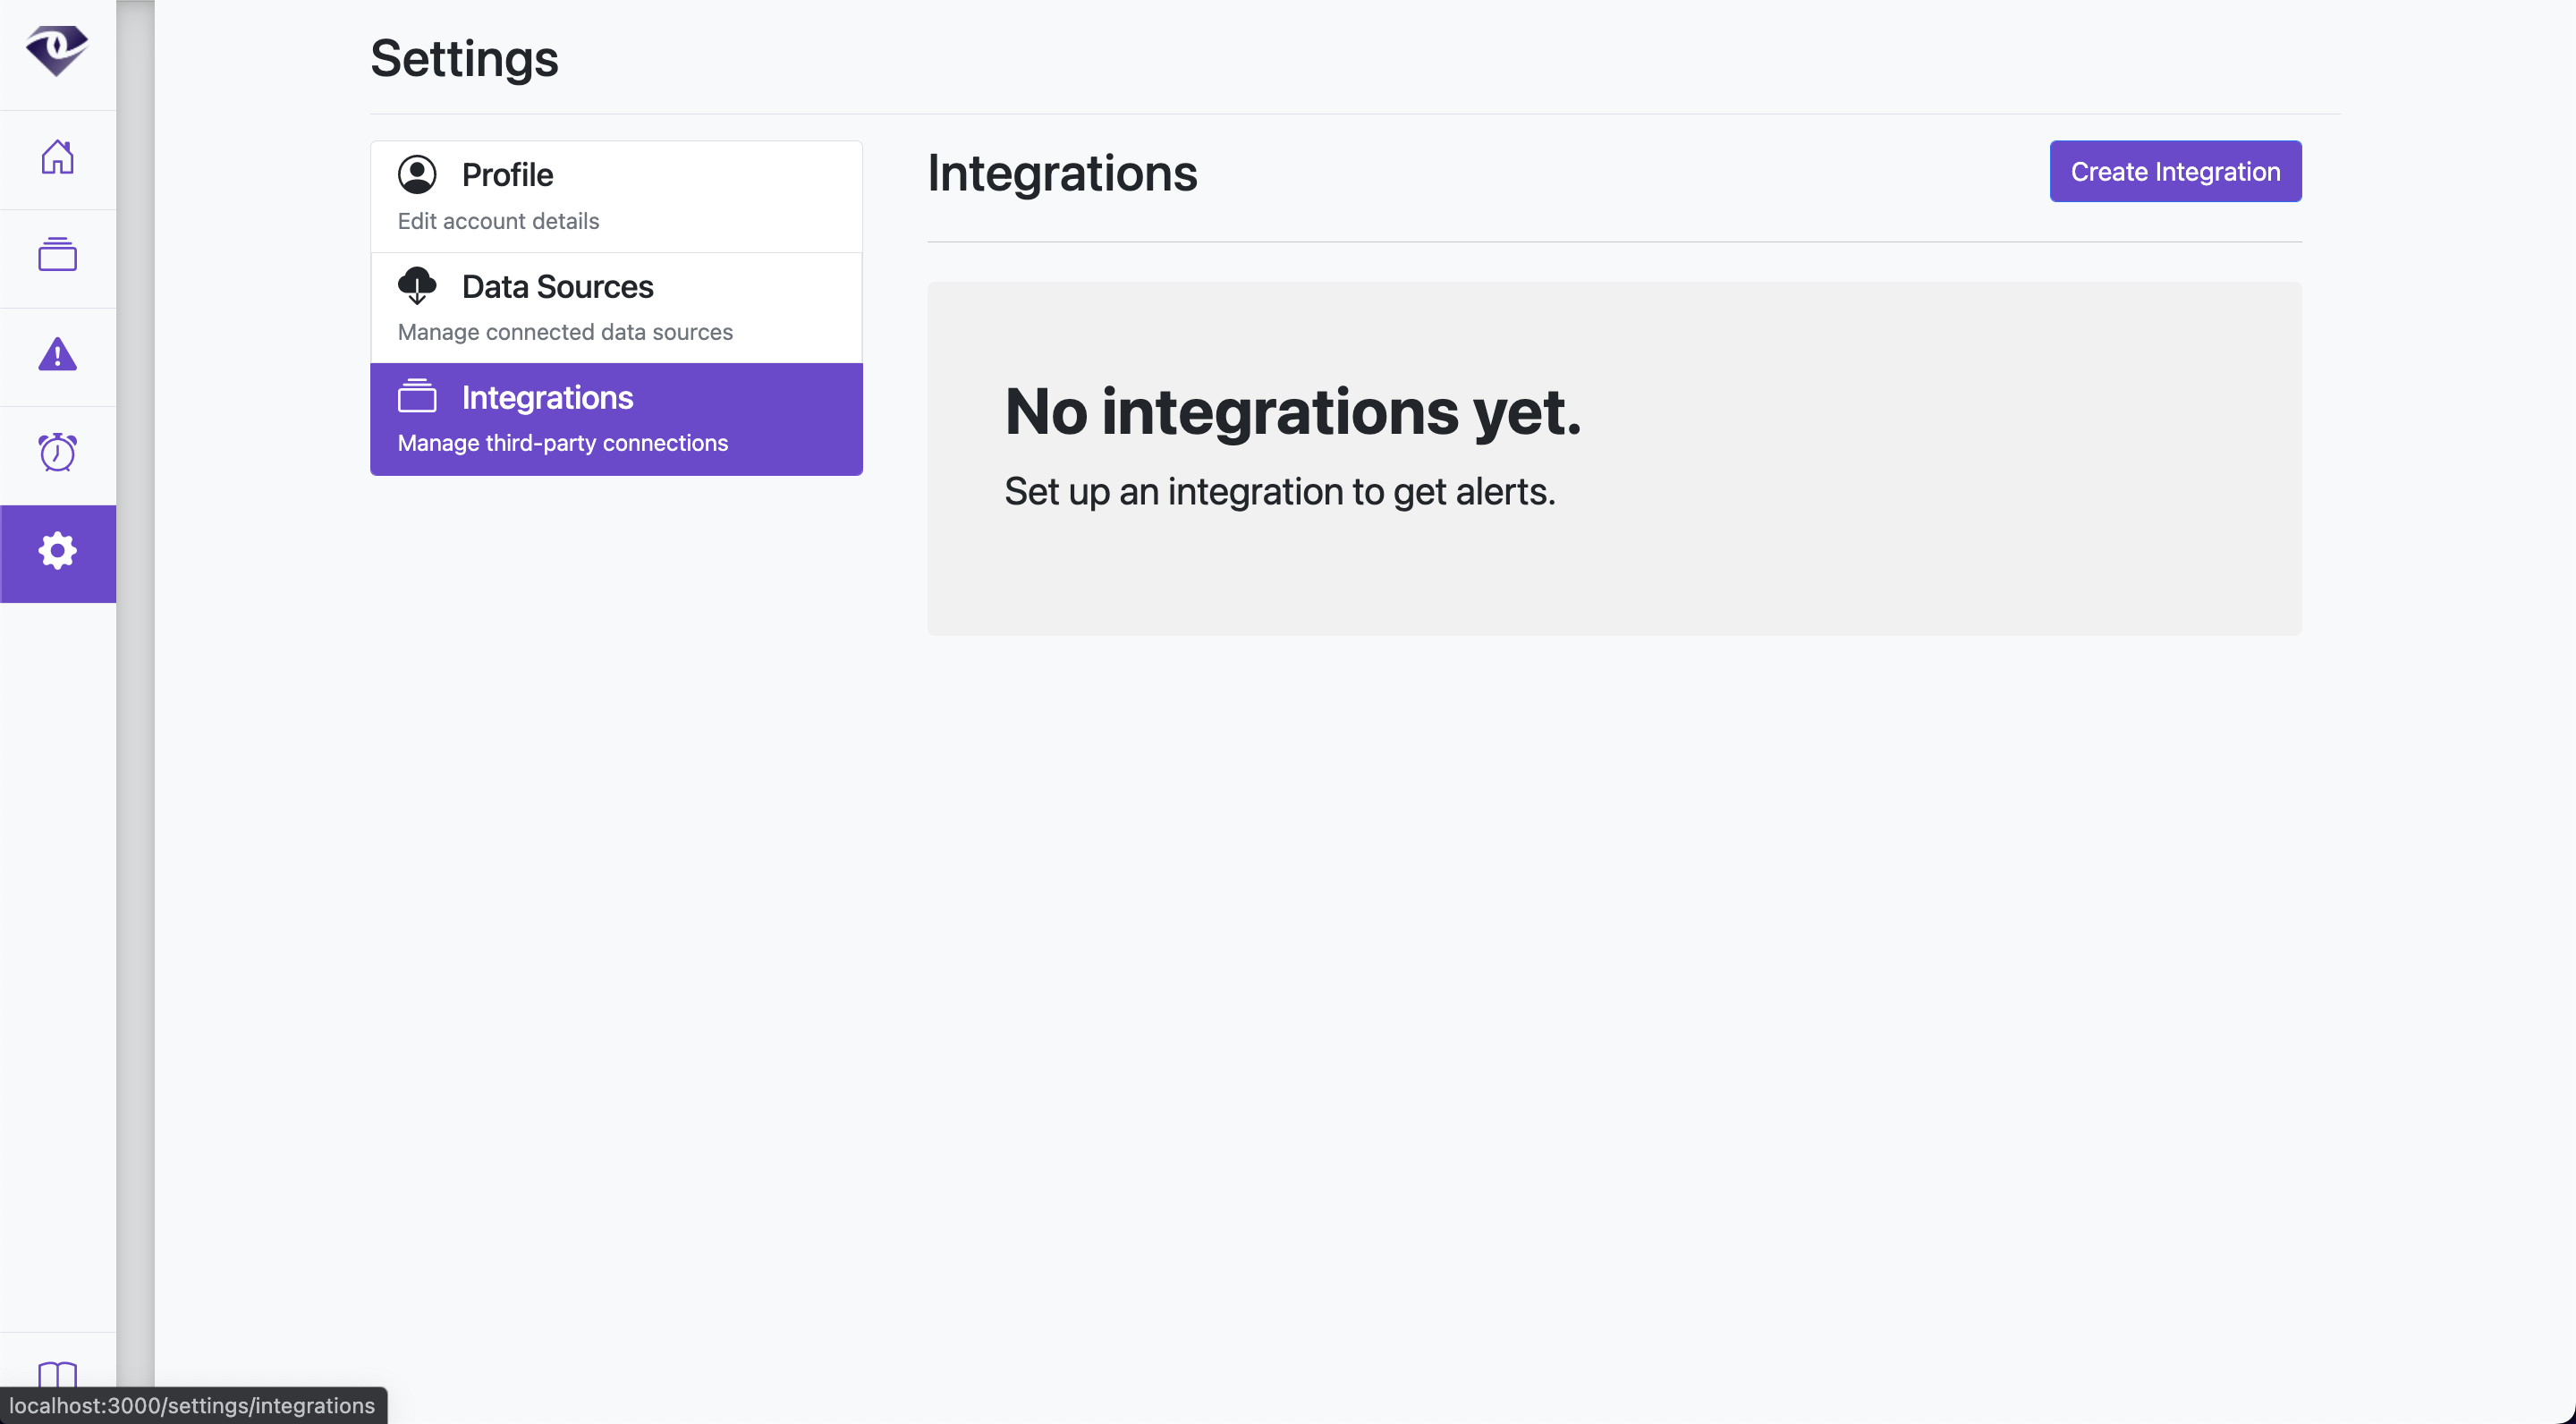 Settings
Profile
Edit account details
Data Sources
Manage connected data sources
Integrations
Manage third-party connections
Integrations
Create Integration
No integrations yet.
Set up an integration to get alerts.
localhost:3000/settings/integrations